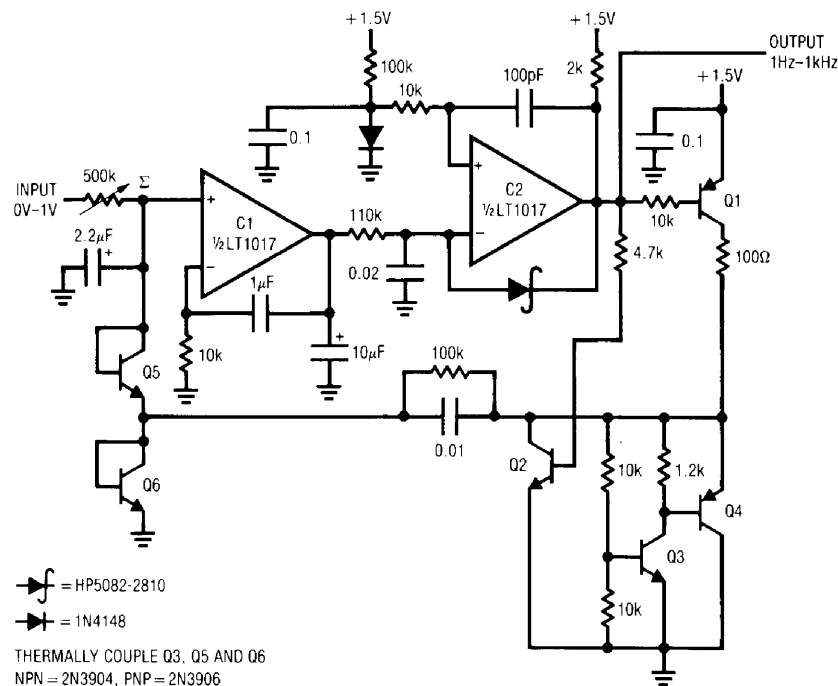 +1.5V
+1.5V
OUTPUT
1Hz–1kHz
+1.5V
100k
2k
100pF
10k
0.1
0.1
500k
Σ
INPUT
0V–1V
+
C1
½LT1017
–
+
C2
½LT1017
–
10k
Q1
110k
2.2µF
+
0.02
4.7k
100Ω
1µF
+
10k
10µF
100k
Q5
0.01
Q2
10k
1.2k
Q6
Q4
Q3
10k
= HP5082-2810
= 1N4148
THERMALLY COUPLE Q3, Q5 AND Q6
NPN = 2N3904, PNP = 2N3906